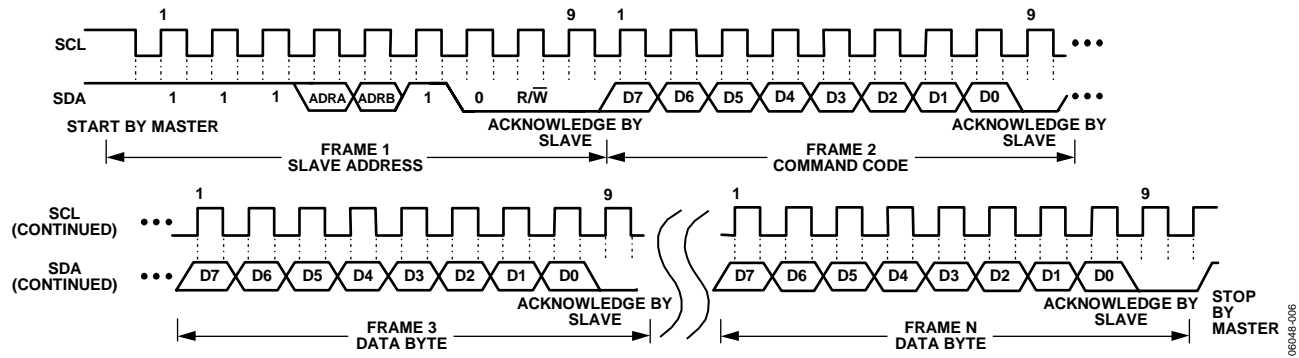 1 9 1 9
SCL •••
SDA 1 1 1 ADRA ADRB 1 0 R/W̅ D7 D6 D5 D4 D3 D2 D1 D0 •••
START BY MASTER ACKNOWLEDGE BY SLAVE ACKNOWLEDGE BY SLAVE
FRAME 1 SLAVE ADDRESS FRAME 2 COMMAND CODE
1 9 1 9
SCL (CONTINUED) •••
SDA (CONTINUED) ••• D7 D6 D5 D4 D3 D2 D1 D0 D7 D6 D5 D4 D3 D2 D1 D0
ACKNOWLEDGE BY SLAVE ACKNOWLEDGE BY SLAVE STOP BY MASTER
FRAME 3 DATA BYTE FRAME N DATA BYTE
06048-006